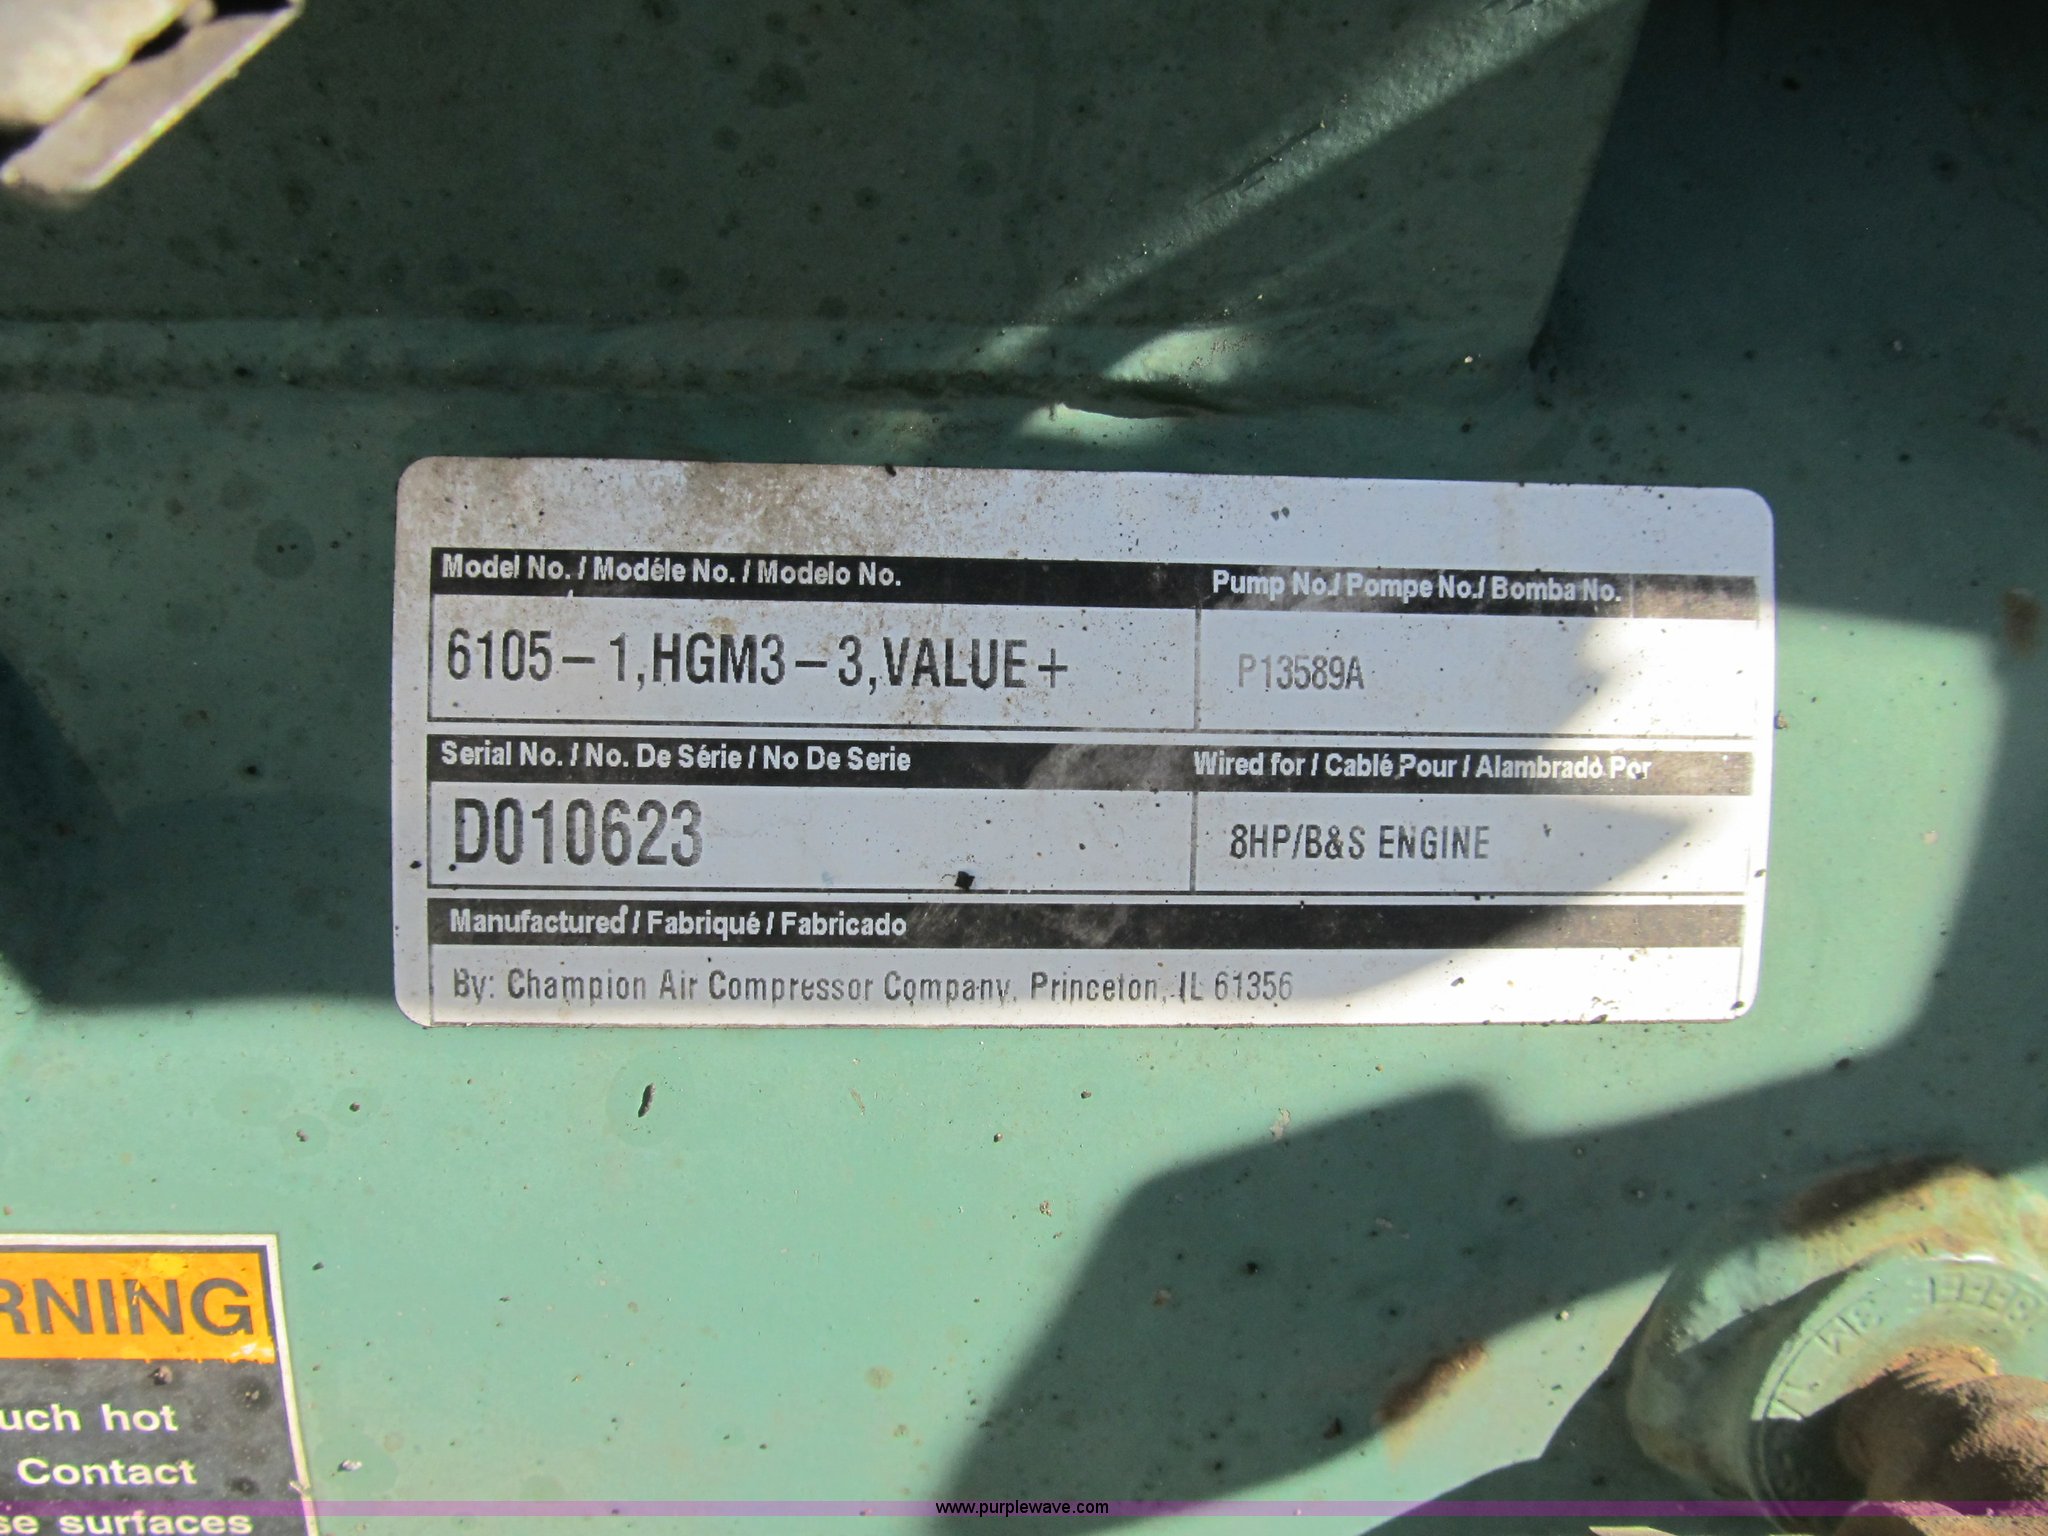 Model No. / Modéle No. / Modelo No.
Pump No./ Pompe No./ Bomba No.
6105-1,HGM3-3,VALUE+
P13589A
Serial No. / No. De Série / No De Serie
Wired for / Cablé Pour / Alambrado Por
D010623
8HP/B&S ENGINE
Manufactured / Fabriqué / Fabricado
By: Champion Air Compressor Company, Princeton, IL 61356
RNING
uch hot
Contact
se surfaces
www.purplewave.com